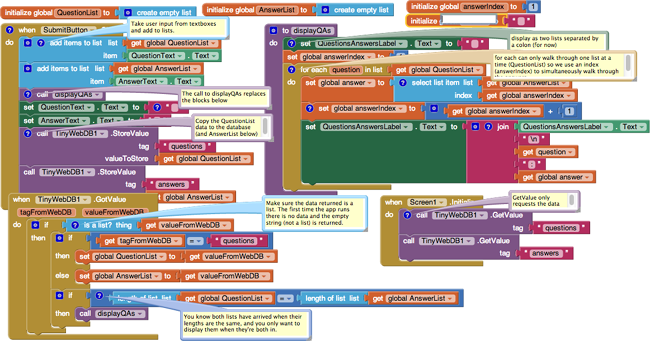 initialize global QuestionList to create empty list
initialize global AnswerList to create empty list
initialize global answerIndex to 1
initialize " "
when SubmitButton
Take user input from textboxes
and add to lists.
do add items to list list get global QuestionList
item QuestionText . Text
add items to list list get global AnswerList
item AnswerText . Text
call displayQAs
The call to displayQAs replaces
the blocks below
set QuestionText . Text to " "
set AnswerText . Text to
Copy the QuestionList
data to the database
(and AnswerList below)
call TinyWebDB1 .StoreValue
tag " questions "
valueToStore get global QuestionList
call TinyWebDB1 .StoreValue
tag " answers "
global AnswerList
to displayQAs
do set QuestionsAnswersLabel . Text to " "
display as two lists separated by
a colon (for now)
set global answerIndex to
for each question in list get global QuestionList
for each can only walk through one list at a
time (QuestionList) so we use an index
(answerIndex) to simultaneously walk through
do set global answer to select list item list get global
index get global answerIndex
set global answerIndex to get global answerIndex + 1
set QuestionsAnswersLabel . Text to join QuestionsAnswersLabel . Text
" \n "
get question
" : "
get global answer
when TinyWebDB1 .GotValue
tagFromWebDB valueFromWebDB
do if is a list? thing get valueFromWebDB
Make sure the data returned is a
list. The first time the app runs
there is no data and the empty
string (not a list) is returned.
then if get tagFromWebDB = " questions "
then set global QuestionList to get valueFromWebDB
else set global AnswerList to get valueFromWebDB
if length of list list get global QuestionList = length of list list get global AnswerList
then call displayQAs
You know both lists have arrived when their
lengths are the same, and you only want to
display them when they're both in.
when Screen1 .Initialize
GetValue only
requests the data
do call TinyWebDB1 .GetValue
tag " questions "
call TinyWebDB1 .GetValue
tag " answers "